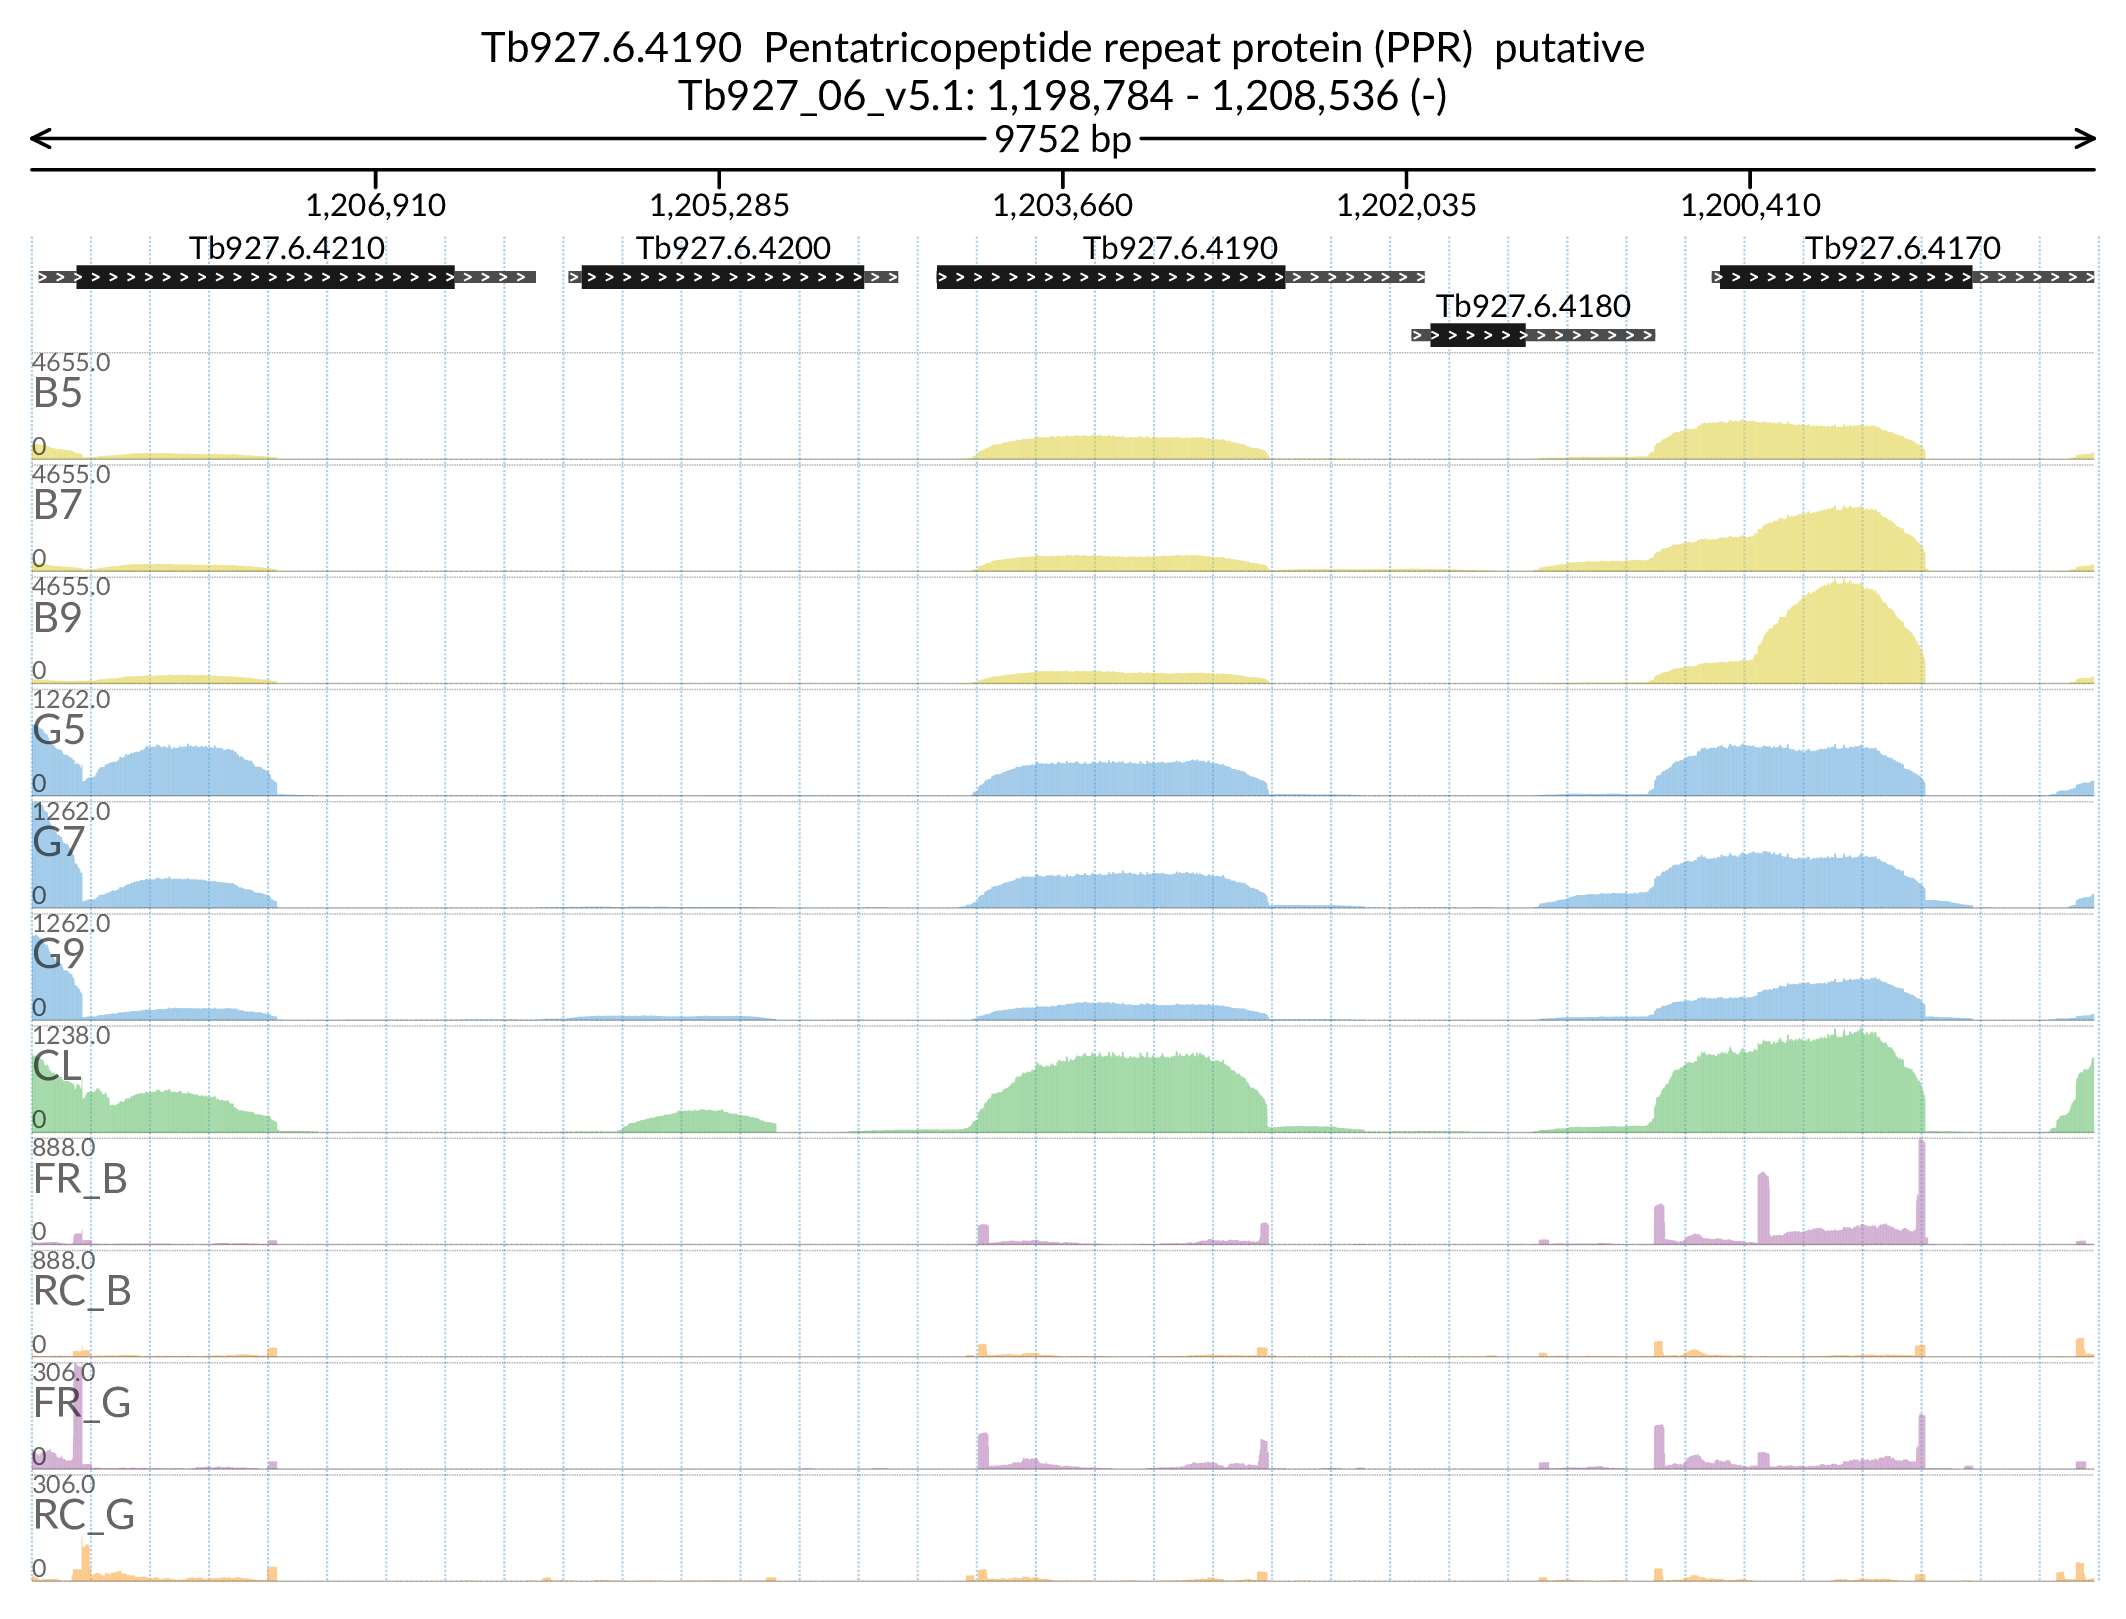 Tb927.6.4190  Pentatricopeptide repeat protein (PPR)  putative
Tb927_06_v5.1: 1,198,784 - 1,208,536 (-)
9752 bp
1,206,910 1,205,285 1,203,660 1,202,035 1,200,410
Tb927.6.4210 Tb927.6.4200 Tb927.6.4190 Tb927.6.4170
Tb927.6.4180
4655.0
B5
0
4655.0
B7
0
4655.0
B9
0
1262.0
G5
0
1262.0
G7
0
1262.0
G9
0
1238.0
CL
0
888.0
FR_B
0
888.0
RC_B
0
306.0
FR_G
0
306.0
RC_G
0